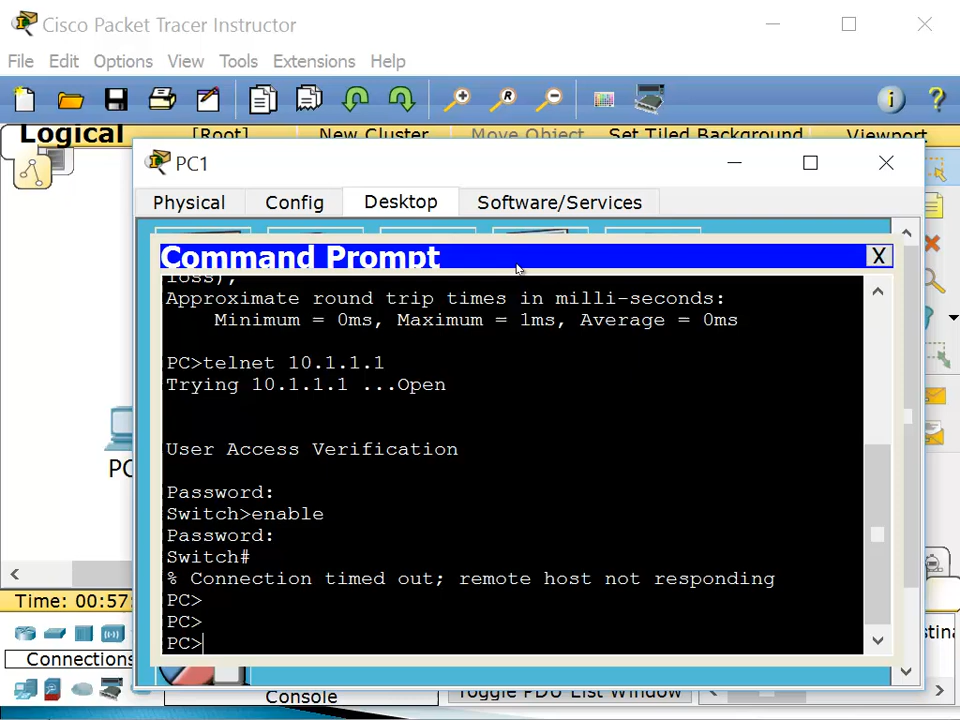 Cisco Packet Tracer Instructor
File Edit Options View Tools Extensions Help
Logical [Root] New Cluster Move Object Set Tiled Background Viewport
PC1
Physical Config Desktop Software/Services
Command Prompt X
loss),
Approximate round trip times in milli-seconds:
Minimum = 0ms, Maximum = 1ms, Average = 0ms
PC>telnet 10.1.1.1
Trying 10.1.1.1 ...Open
User Access Verification
Password:
Switch>enable
Password:
Switch#
% Connection timed out; remote host not responding
PC>
PC>
PC>
PC
Time: 00:57:
Connections
Console
Toggle PDU List Window